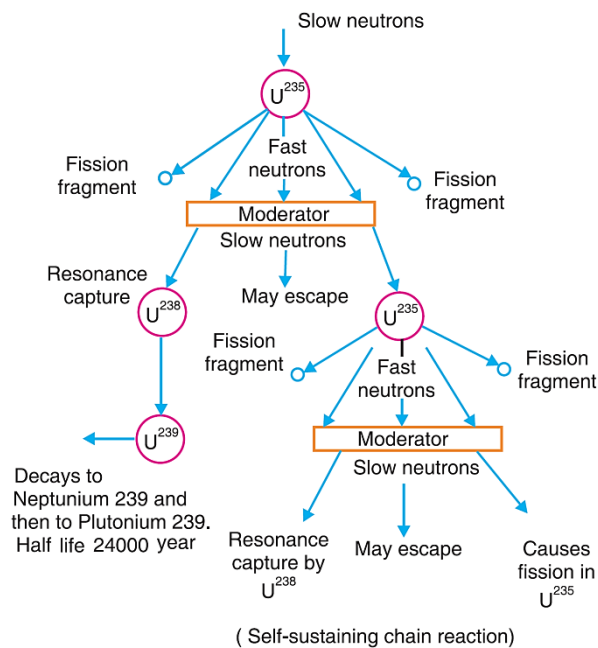 Slow neutrons
U²³⁵
Fast
neutrons
Fission
fragment
Fission
fragment
Moderator
Slow neutrons
Resonance
capture
May escape
U²³⁸
U²³⁵
Fission
fragment
Fast
neutrons
Fission
fragment
U²³⁹
Moderator
Slow neutrons
Decays to
Neptunium 239 and
then to Plutonium 239.
Half life 24000 year
Resonance
capture by
U²³⁸
May escape
Causes
fission in
U²³⁵
( Self-sustaining chain reaction)